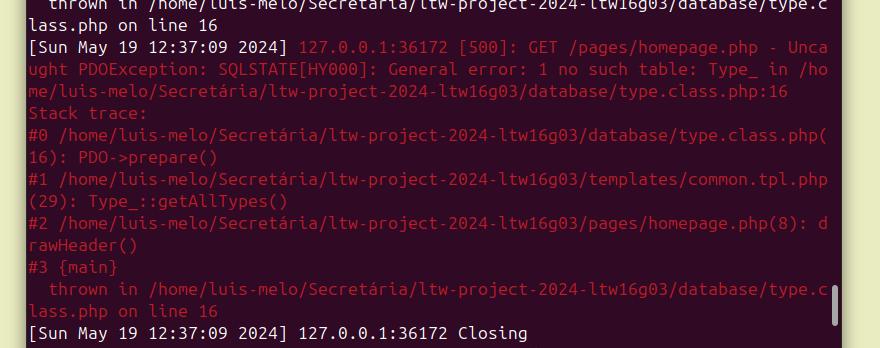 thrown in /home/luis-melo/Secretária/ltw-project-2024-ltw16g03/database/type.c
lass.php on line 16
[Sun May 19 12:37:09 2024] 127.0.0.1:36172 [500]: GET /pages/homepage.php - Unca
ught PDOException: SQLSTATE[HY000]: General error: 1 no such table: Type_ in /ho
me/luis-melo/Secretária/ltw-project-2024-ltw16g03/database/type.class.php:16
Stack trace:
#0 /home/luis-melo/Secretária/ltw-project-2024-ltw16g03/database/type.class.php(
16): PDO->prepare()
#1 /home/luis-melo/Secretária/ltw-project-2024-ltw16g03/templates/common.tpl.php
(29): Type_::getAllTypes()
#2 /home/luis-melo/Secretária/ltw-project-2024-ltw16g03/pages/homepage.php(8): d
rawHeader()
#3 {main}
  thrown in /home/luis-melo/Secretária/ltw-project-2024-ltw16g03/database/type.c
lass.php on line 16
[Sun May 19 12:37:09 2024] 127.0.0.1:36172 Closing